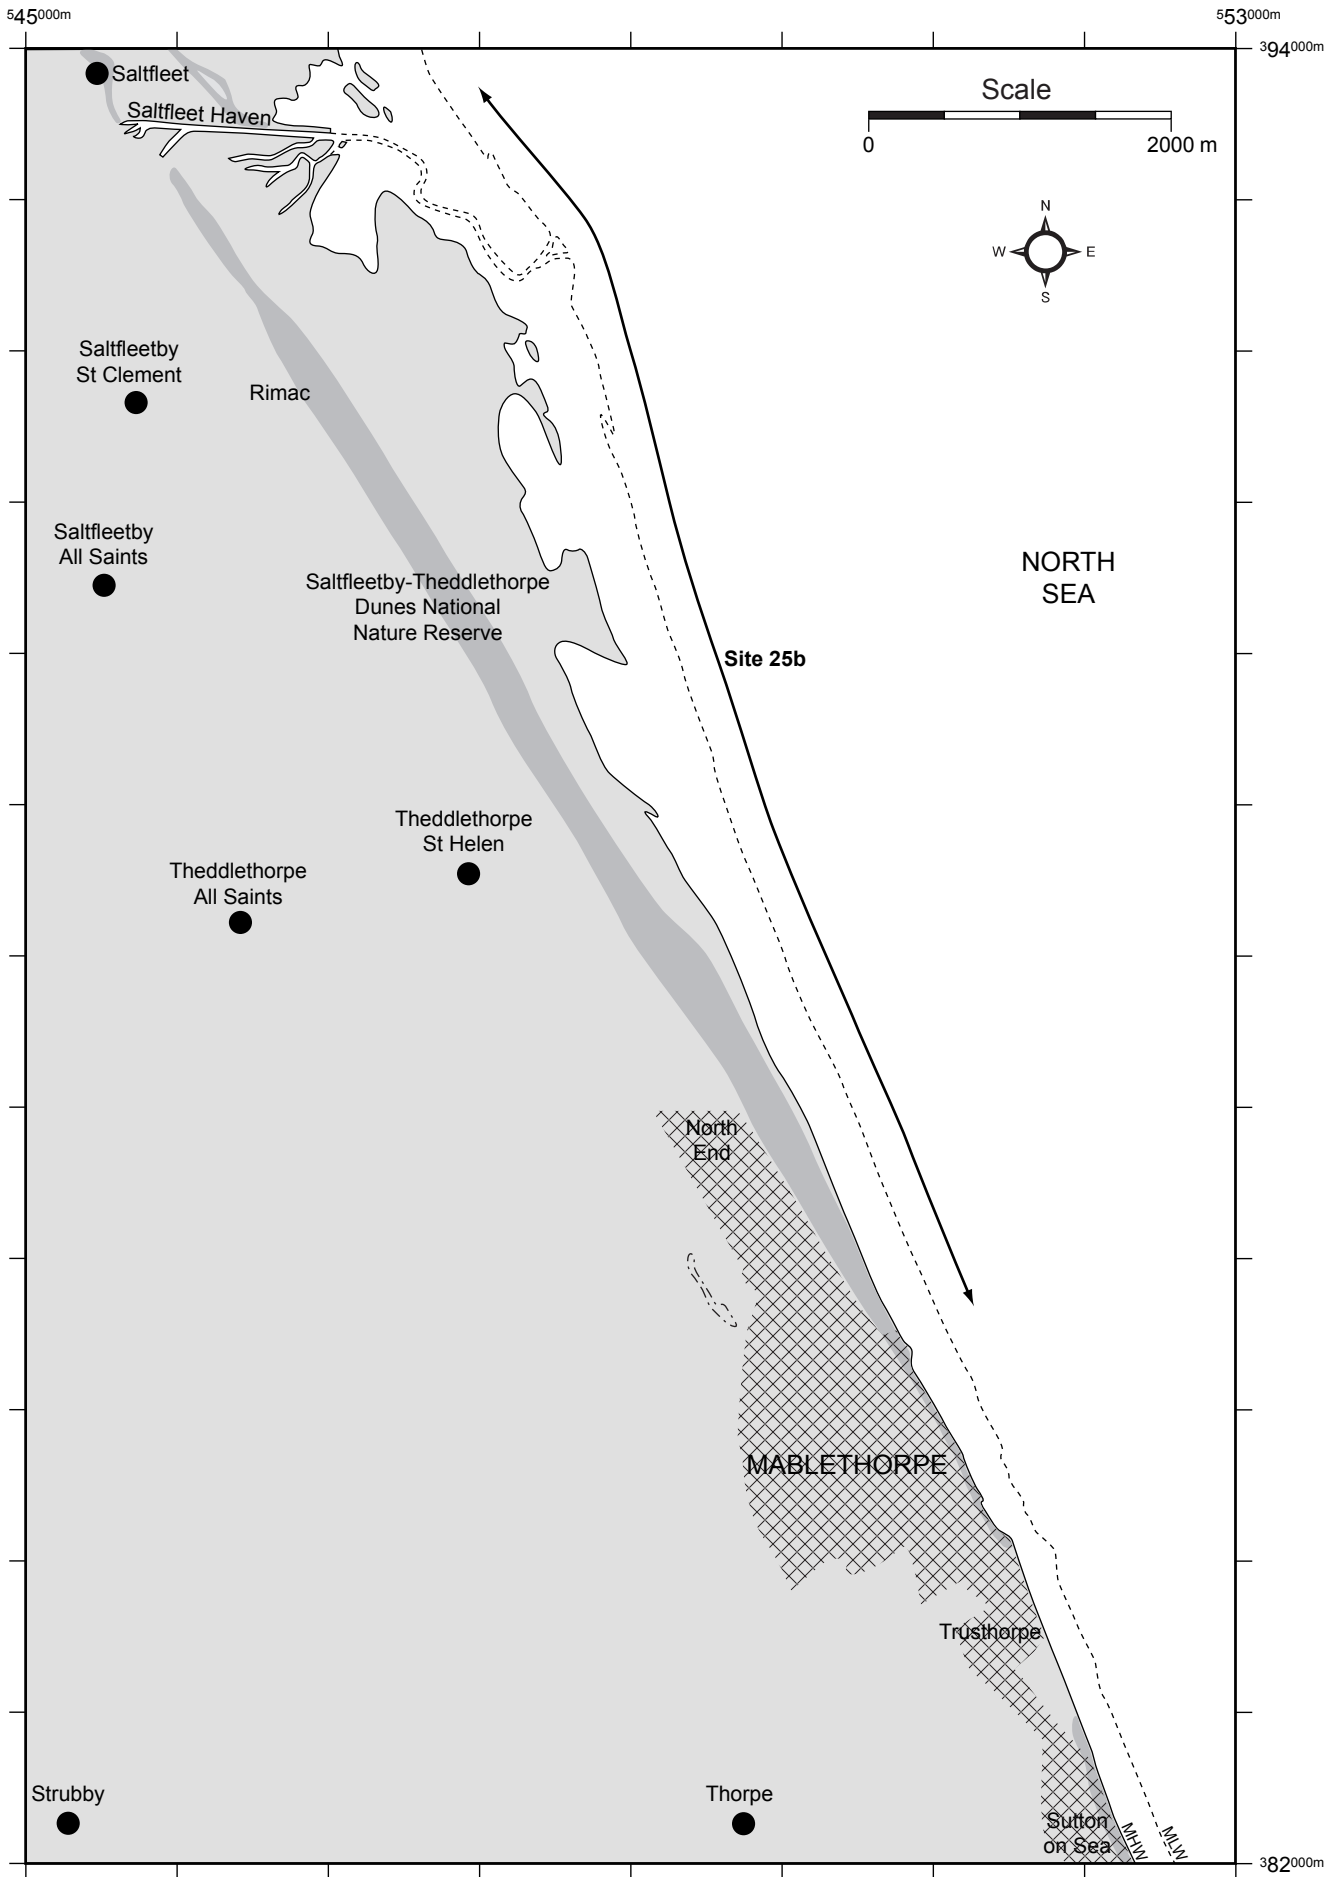 545000m
553000m
394000m
Saltfleet
Scale
Saltfleet Haven
0
2000 m
N
W
E
S
Saltfleetby
St Clement
Rimac
Saltfleetby
All Saints
NORTH
SEA
Saltfleetby-Theddlethorpe
Dunes National
Nature Reserve
Site 25b
Theddlethorpe
St Helen
Theddlethorpe
All Saints
North
End
MABLETHORPE
Trusthorpe
Strubby
Thorpe
Sutton
on Sea
MHW
MLW
382000m